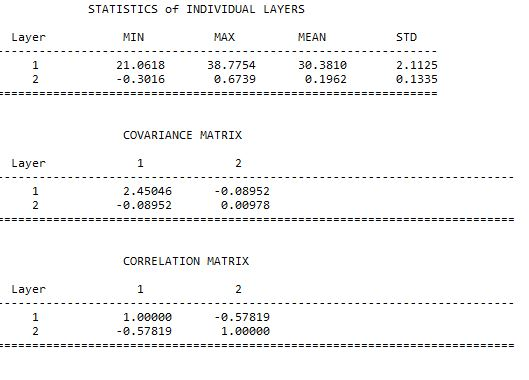 STATISTICS of INDIVIDUAL LAYERS
Layer MIN MAX MEAN STD
---------------------------------------------------------------
1 21.0618 38.7754 30.3810 2.1125
2 -0.3016 0.6739 0.1962 0.1335
===============================================================
COVARIANCE MATRIX
Layer 1 2
---------------------------------------------------------------------------
1 2.45046 -0.08952
2 -0.08952 0.00978
===========================================================================
CORRELATION MATRIX
Layer 1 2
---------------------------------------------------------------------------
1 1.00000 -0.57819
2 -0.57819 1.00000
===========================================================================